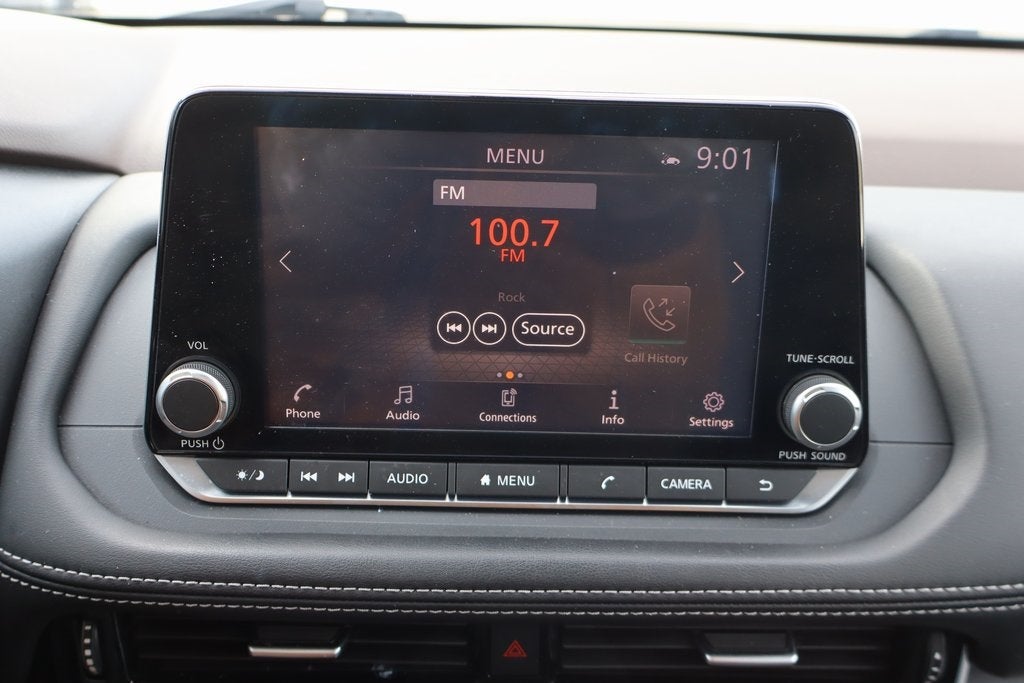 MENU 9:01
FM
100.7
FM
Rock
Source
Call History
Phone Audio Connections Info Settings
VOL
PUSH
TUNE·SCROLL
PUSH SOUND
AUDIO MENU CAMERA